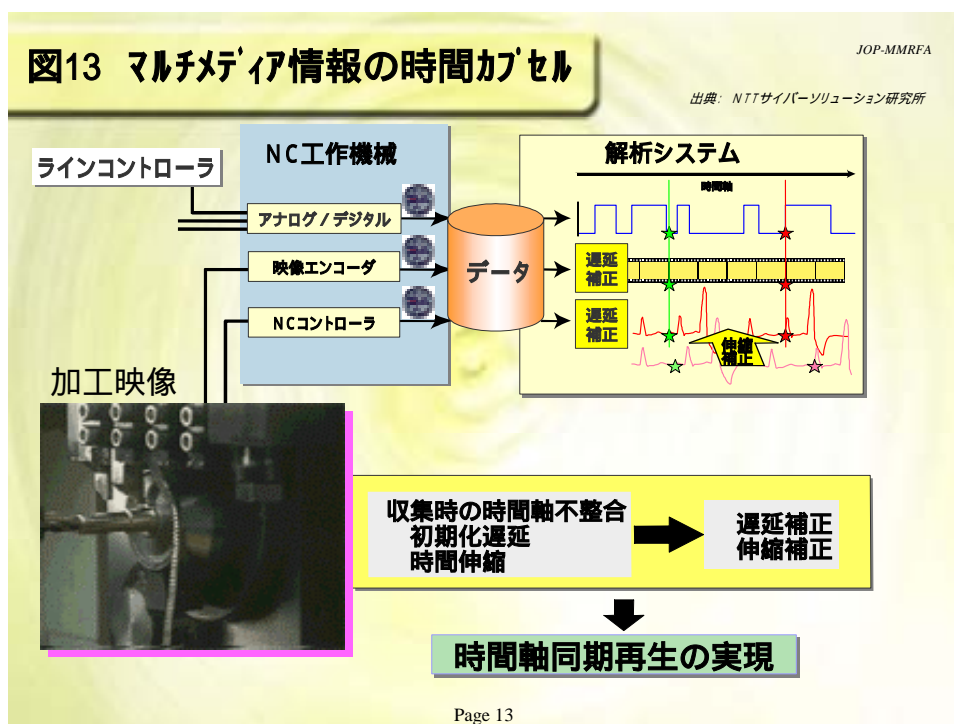 図13 ﾏﾙﾁﾒﾃﾞｨｱ情報の時間ｶﾌﾟｾﾙ
JOP-MMRFA
出典: NTTサイバーソリューション研究所
ラインコントローラ
NC工作機械
アナログ/デジタル
映像エンコーダ
NCコントローラ
データ
解析システム
時間軸
遅延
補正
遅延
補正
伸縮
補正
加工映像
収集時の時間軸不整合
初期化遅延
時間伸縮
遅延補正
伸縮補正
時間軸同期再生の実現
Page 13